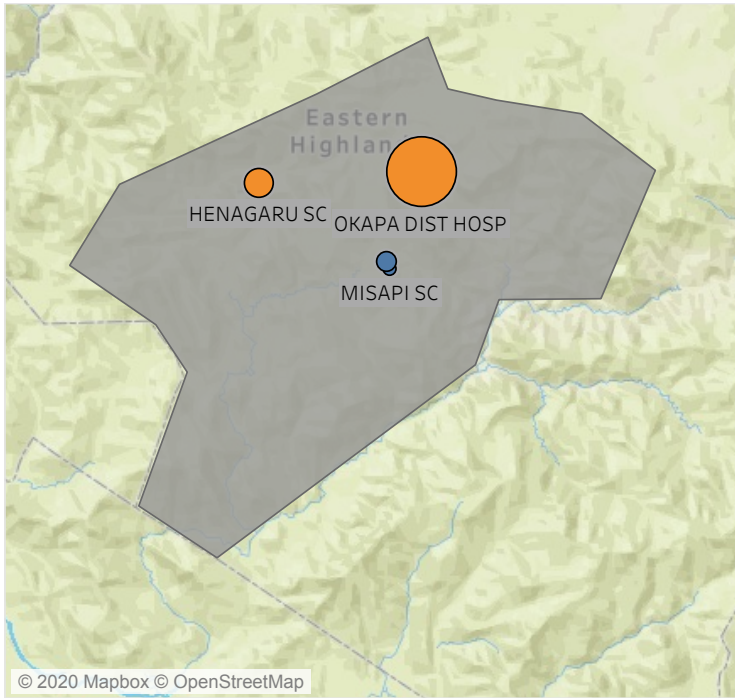 Eastern
Highlan
HENAGARU SC
OKAPA DIST HOSP
MISAPI SC
© 2020 Mapbox © OpenStreetMap